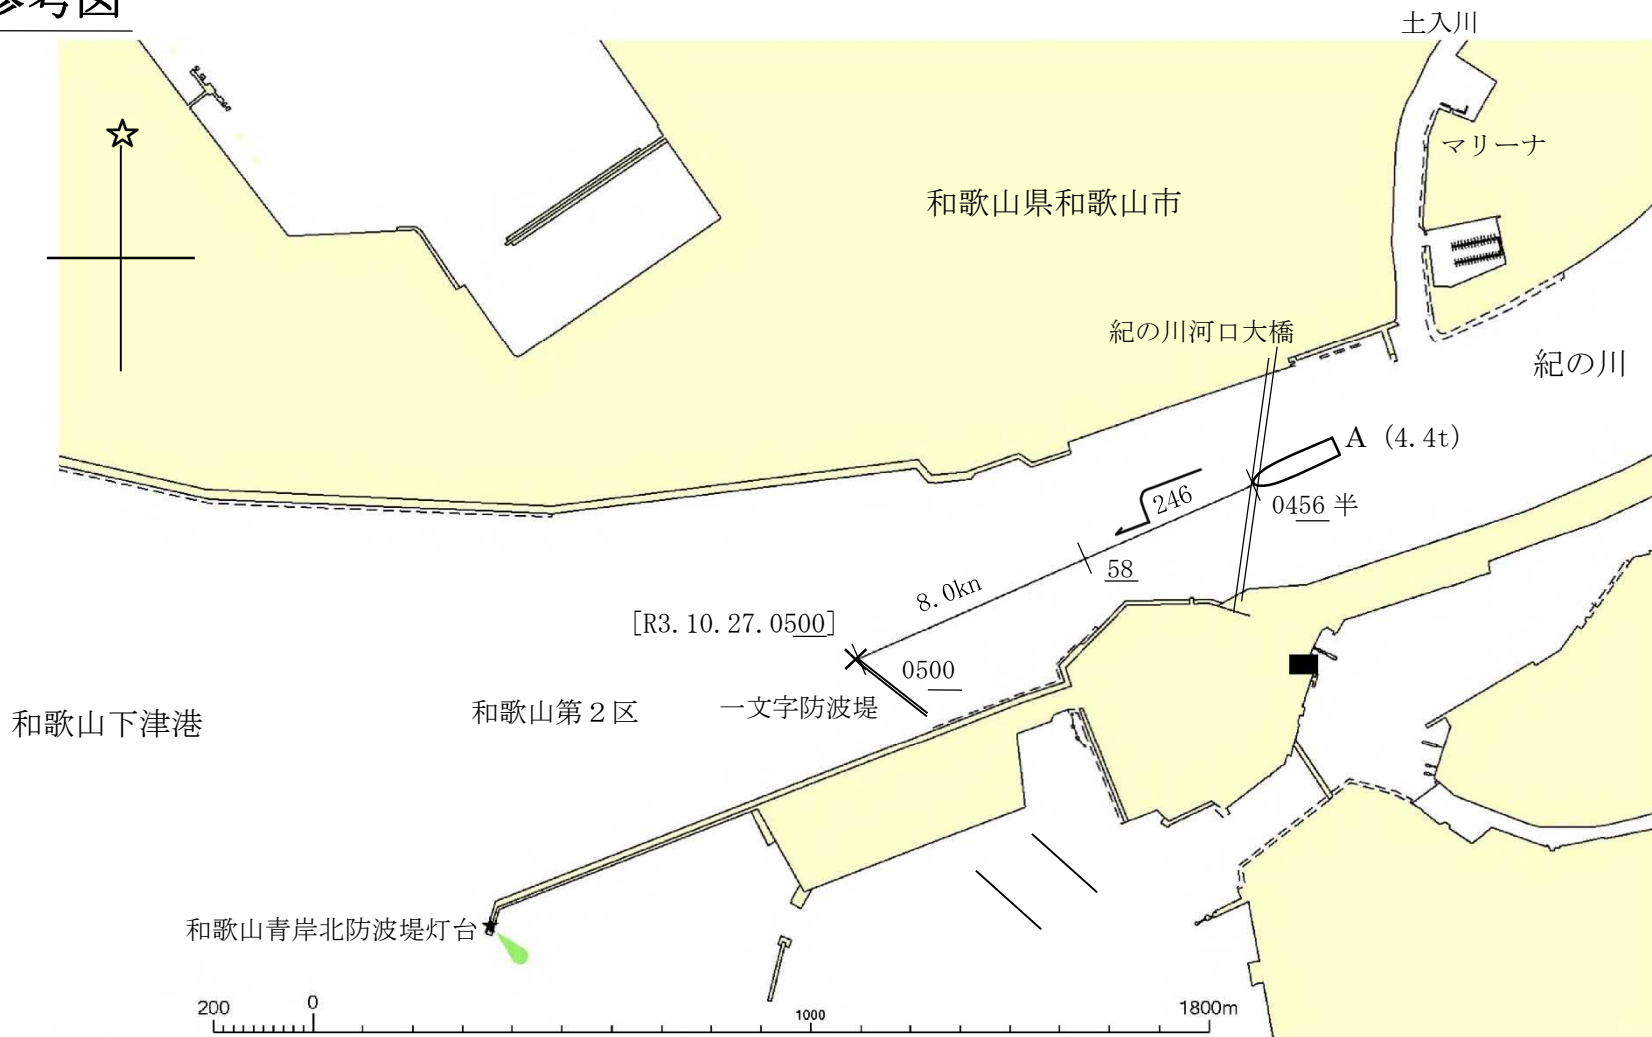 参考図
土入川
マリーナ
和歌山県和歌山市
紀の川河口大橋
紀の川
A (4.4t)
246
0456半
58
8.0kn
[R3.10.27.0500]
0500
一文字防波堤
和歌山第2区
和歌山下津港
和歌山青岸北防波堤灯台
200 0 1000 1800m